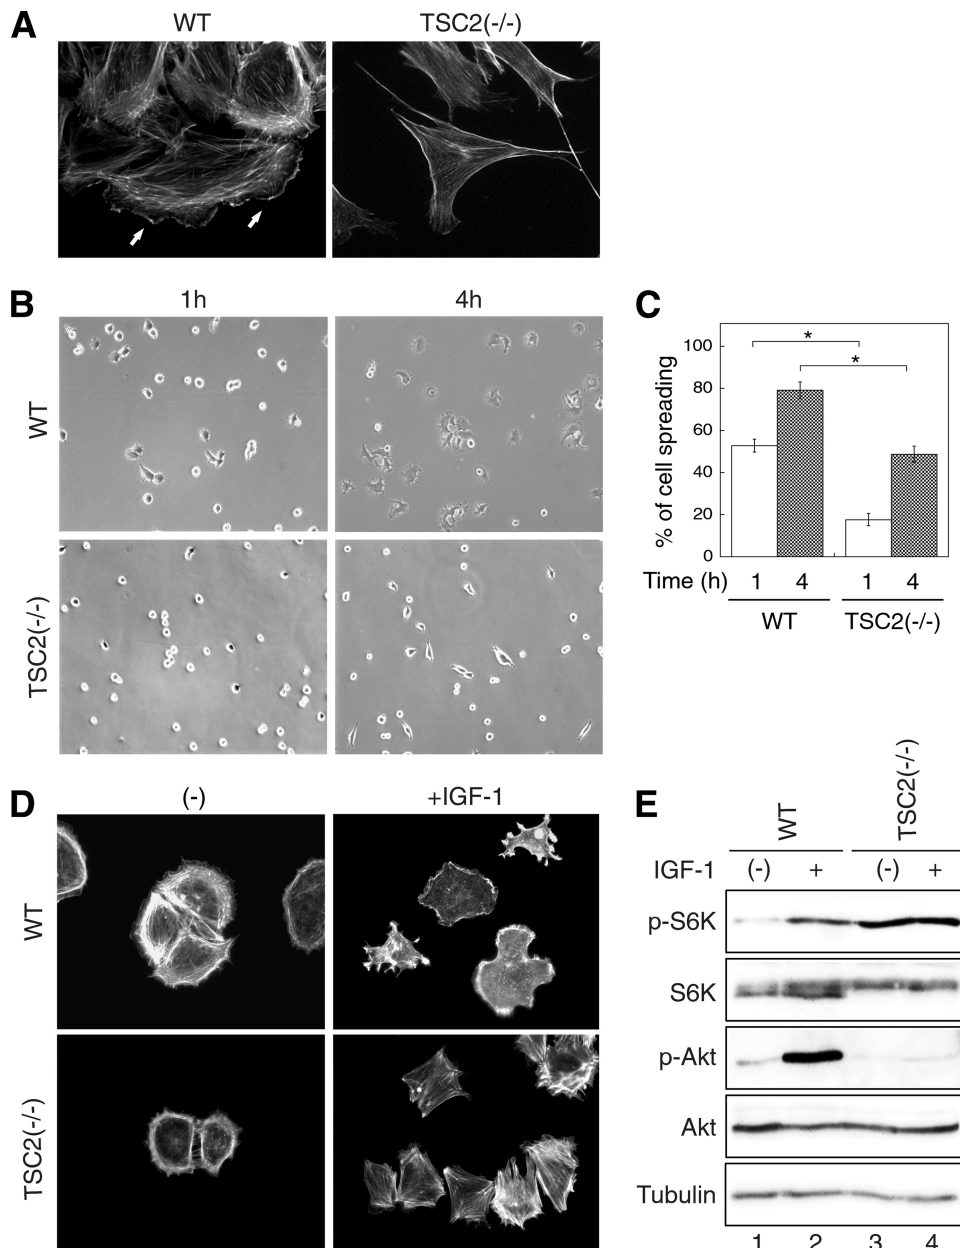 A
WT
TSC2(-/-)
B
1h
4h
WT
TSC2(-/-)
C
% of cell spreading
100
80
60
40
20
0
*
*
Time (h) 1 4 1 4
WT TSC2(-/-)
D
(-)
+IGF-1
WT
TSC2(-/-)
E
WT
TSC2(-/-)
IGF-1 (-) + (-) +
p-S6K
S6K
p-Akt
Akt
Tubulin
1 2 3 4